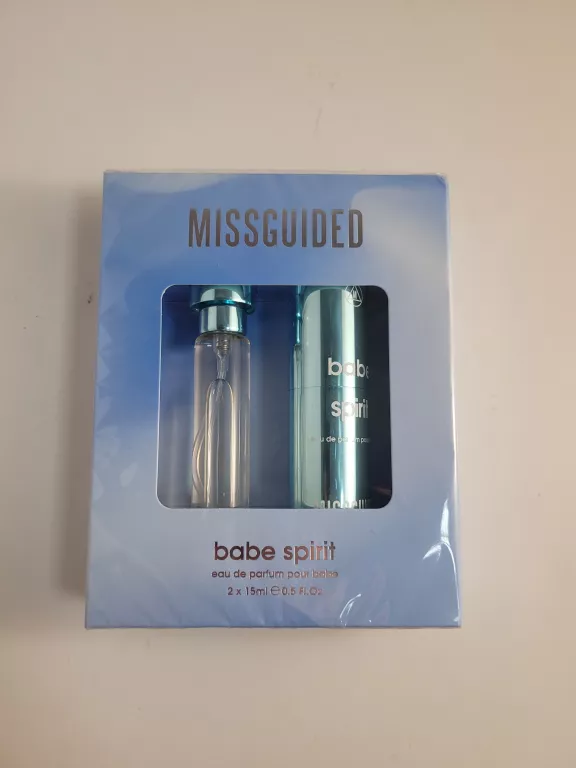 MISSGUIDED
babe
spirit
babe spirit
eau de parfum pour babe
2 x 15ml ℮ 0.5 Fl.Oz